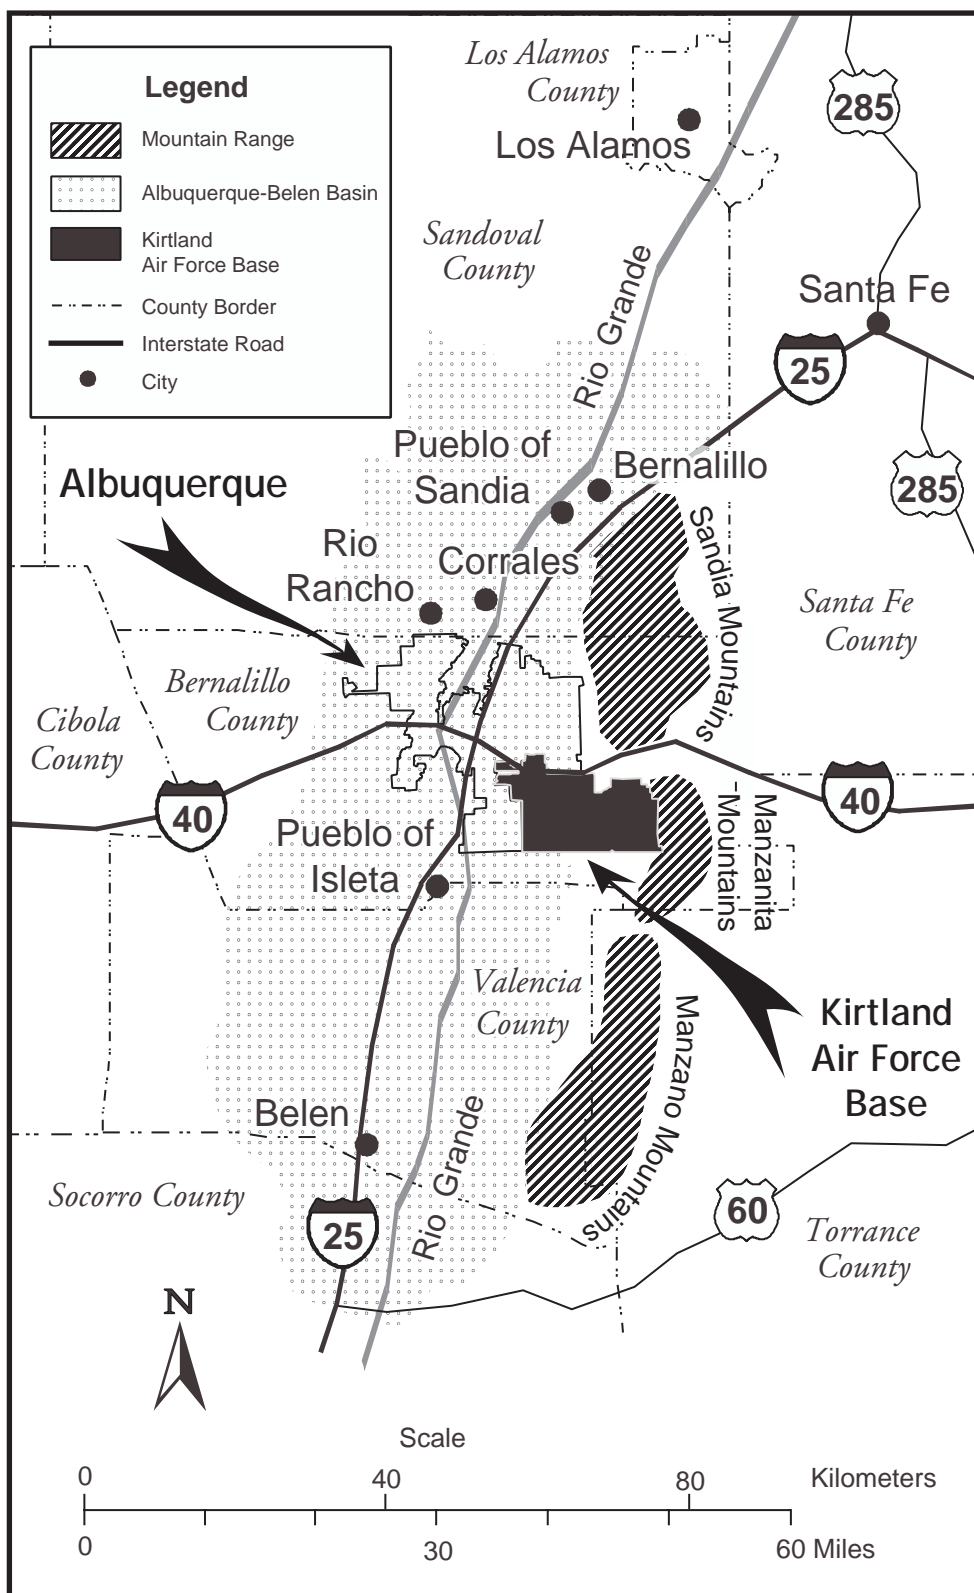 Legend
Mountain Range
Albuquerque-Belen Basin
Kirtland
Air Force Base
County Border
Interstate Road
City
Los Alamos
County
Los Alamos
285
Sandoval
County
Rio Grande
Santa Fe
25
Pueblo of
Sandia
Bernalillo
285
Albuquerque
Rio
Rancho
Corrales
Sandia Mountains
Santa Fe
County
Bernalillo
County
Cibola
County
40
40
Pueblo of
Isleta
Manzanita
Mountains
Valencia
County
Kirtland
Air Force
Base
Manzano Mountains
Belen
Rio Grande
Socorro County
25
60
Torrance
County
N
Scale
0
40
80
Kilometers
0
30
60 Miles